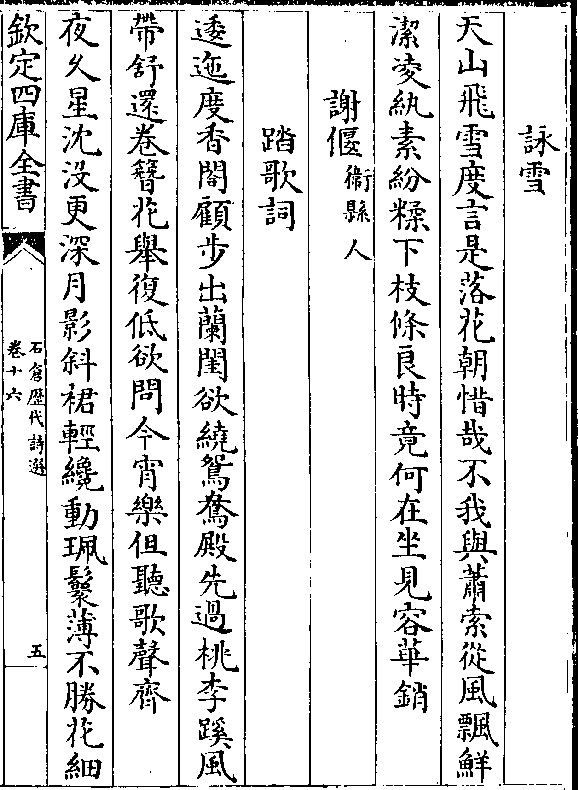 詠雪
天山飛雪度言是落花朝惜哉不我與蕭索從風飄鮮
潔凌紈素紛糅下枝條良時竟何在坐見容華銷
謝偃衞縣人
踏歌詞
逶迤度香閣顧步出蘭閨欲繞鴛鴦殿先過桃李蹊風
帶舒還卷簪花舉復低欲問今宵樂但聽歌聲齊
夜久星沈没更深月影斜裙輕纔動珮鬟薄不勝花細
欽定四庫全書
石倉歴代詩選
卷十六
五